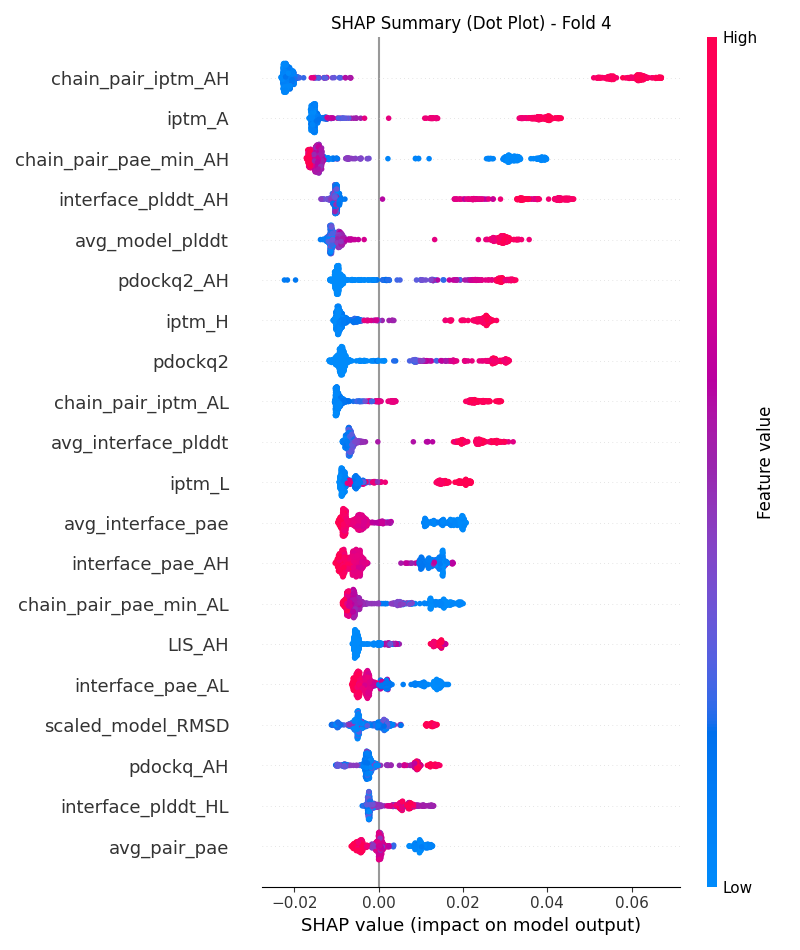 SHAP Summary (Dot Plot) - Fold 4
High
chain_pair_iptm_AH
iptm_A
chain_pair_pae_min_AH
interface_plddt_AH
avg_model_plddt
pdockq2_AH
iptm_H
pdockq2
chain_pair_iptm_AL
avg_interface_plddt
iptm_L
avg_interface_pae
interface_pae_AH
chain_pair_pae_min_AL
LIS_AH
interface_pae_AL
scaled_model_RMSD
pdockq_AH
interface_plddt_HL
avg_pair_pae
Feature value
Low
−0.02 0.00 0.02 0.04 0.06
SHAP value (impact on model output)